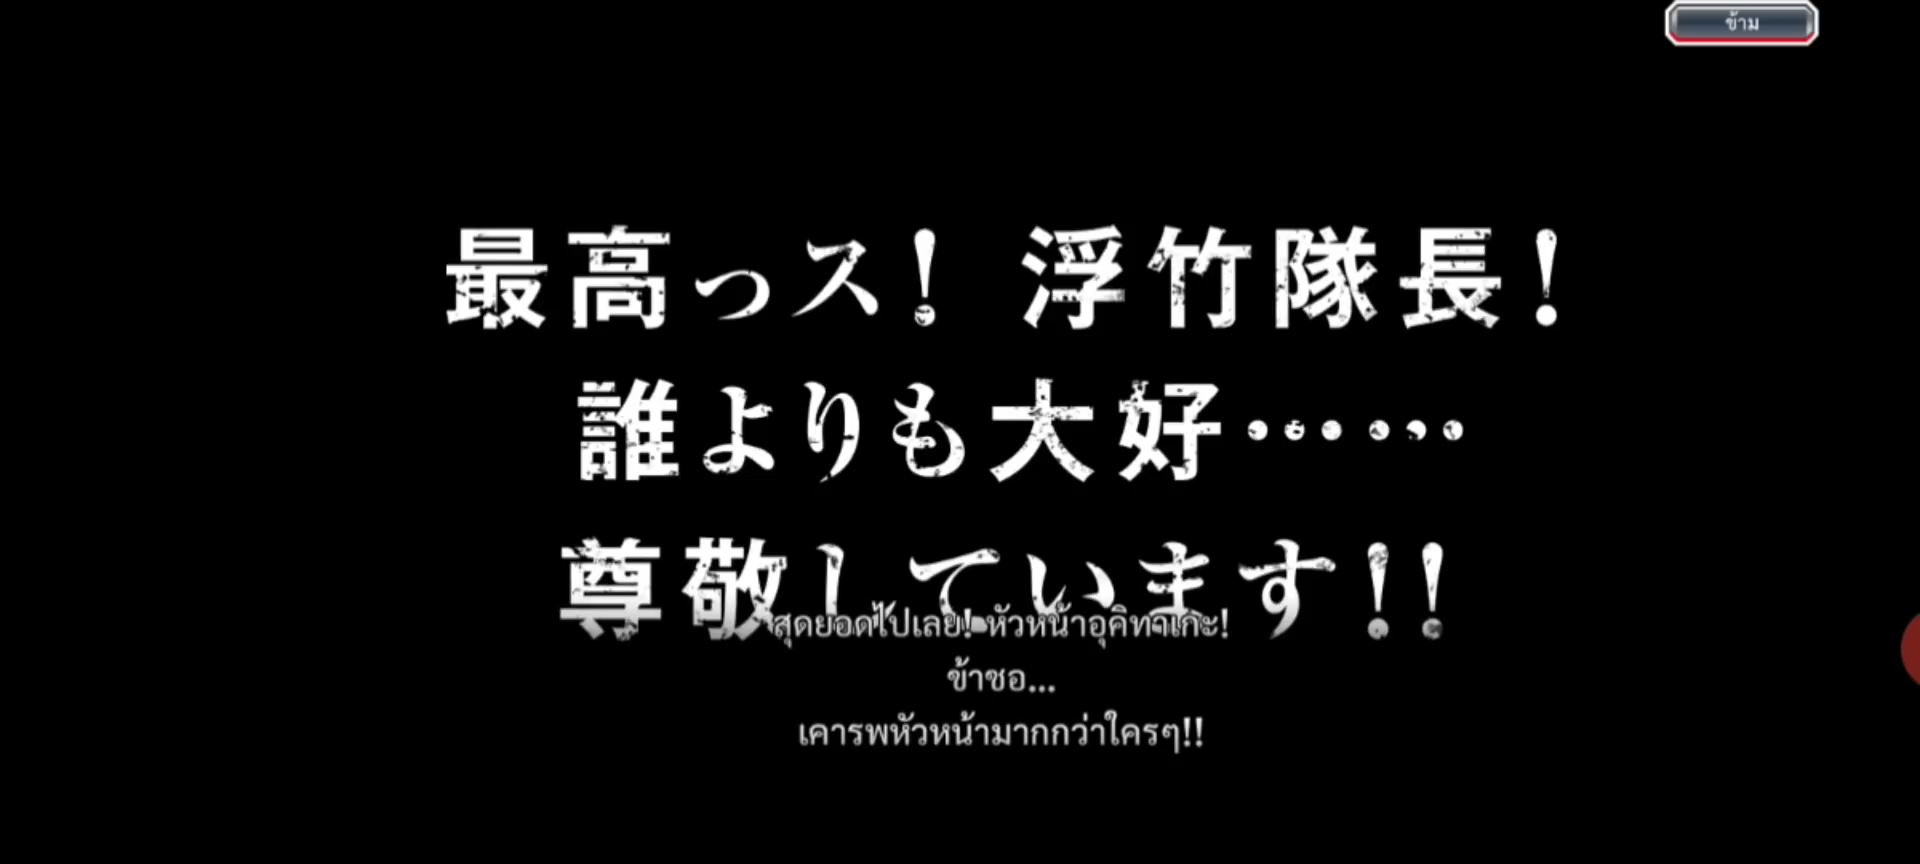 ข้าม
最高っス! 浮竹隊長!
誰よりも大好……
尊敬しています!!
สุดยอดไปเลย! หัวหน้าอุคิทาเกะ!
ข้าชอ...
เคารพหัวหน้ามากกว่าใครๆ!!